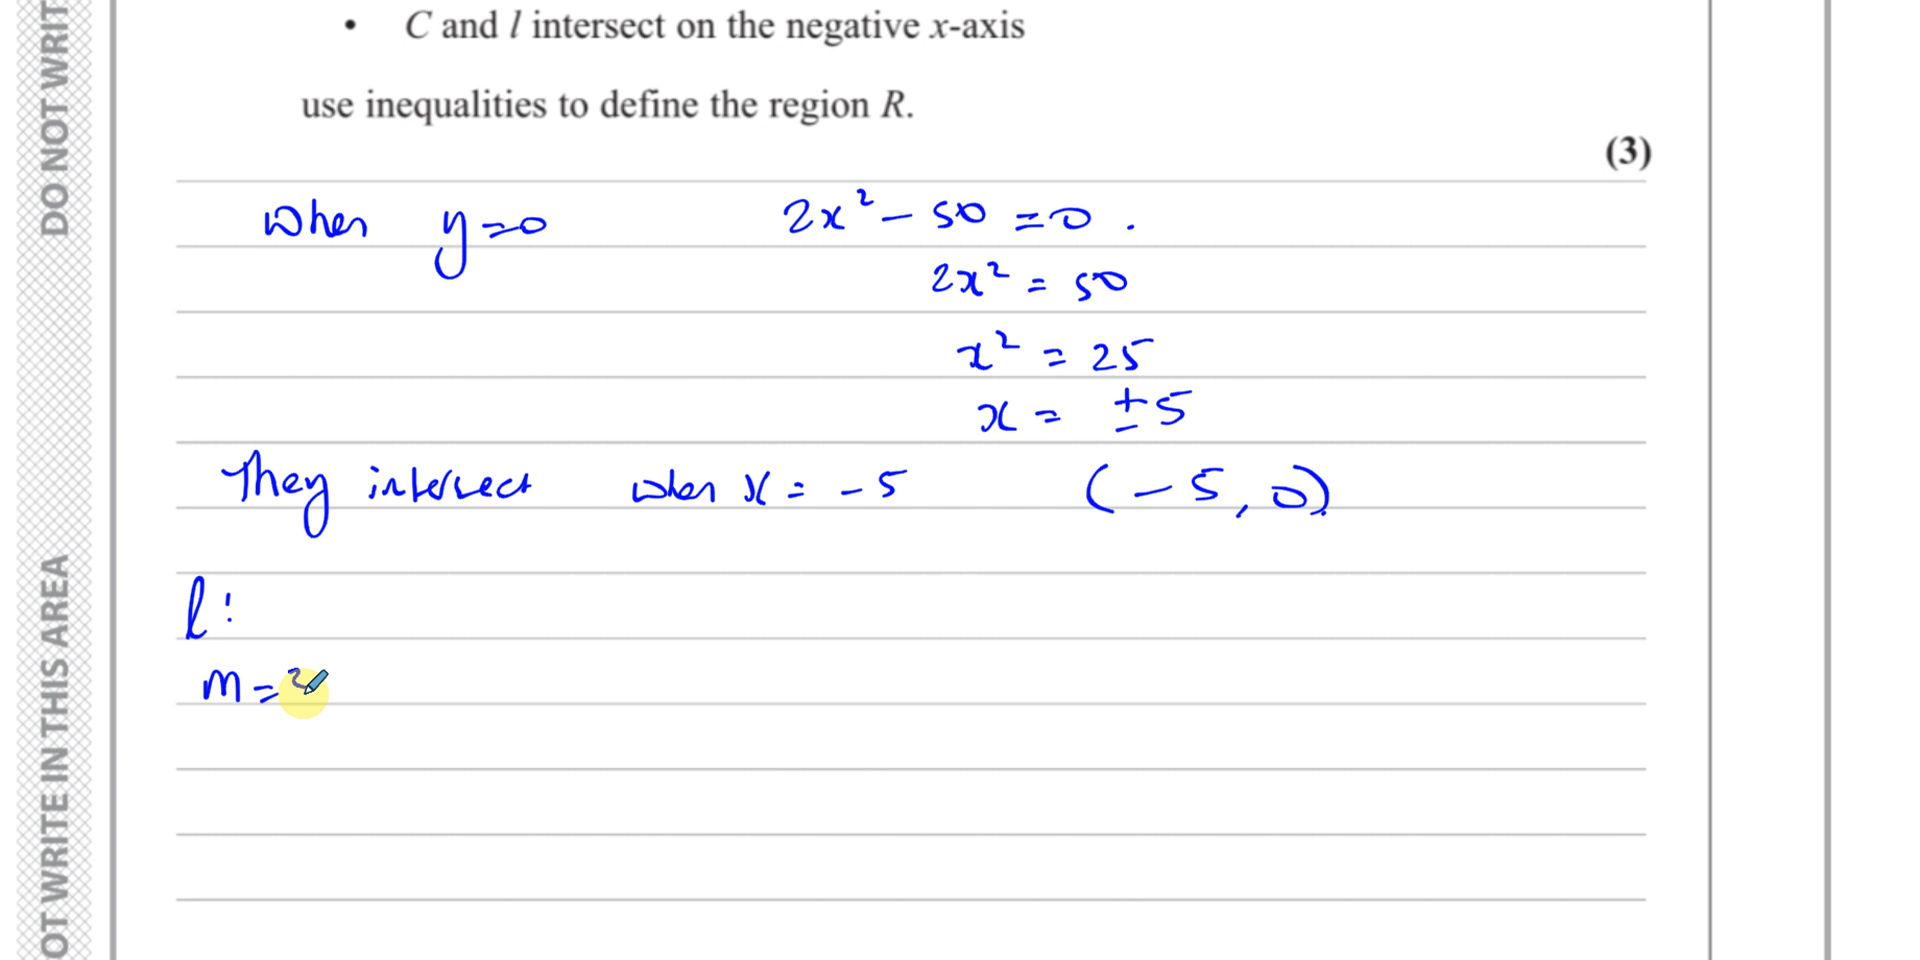 • C and l intersect on the negative x-axis
use inequalities to define the region R.
(3)
when y=0 2x² - 50 = 0 .
2x² = 50
x² = 25
x = ±5
They intersect when x = -5 (-5, 0)
l:
m =
DO NOT WRIT
OT WRITE IN THIS AREA